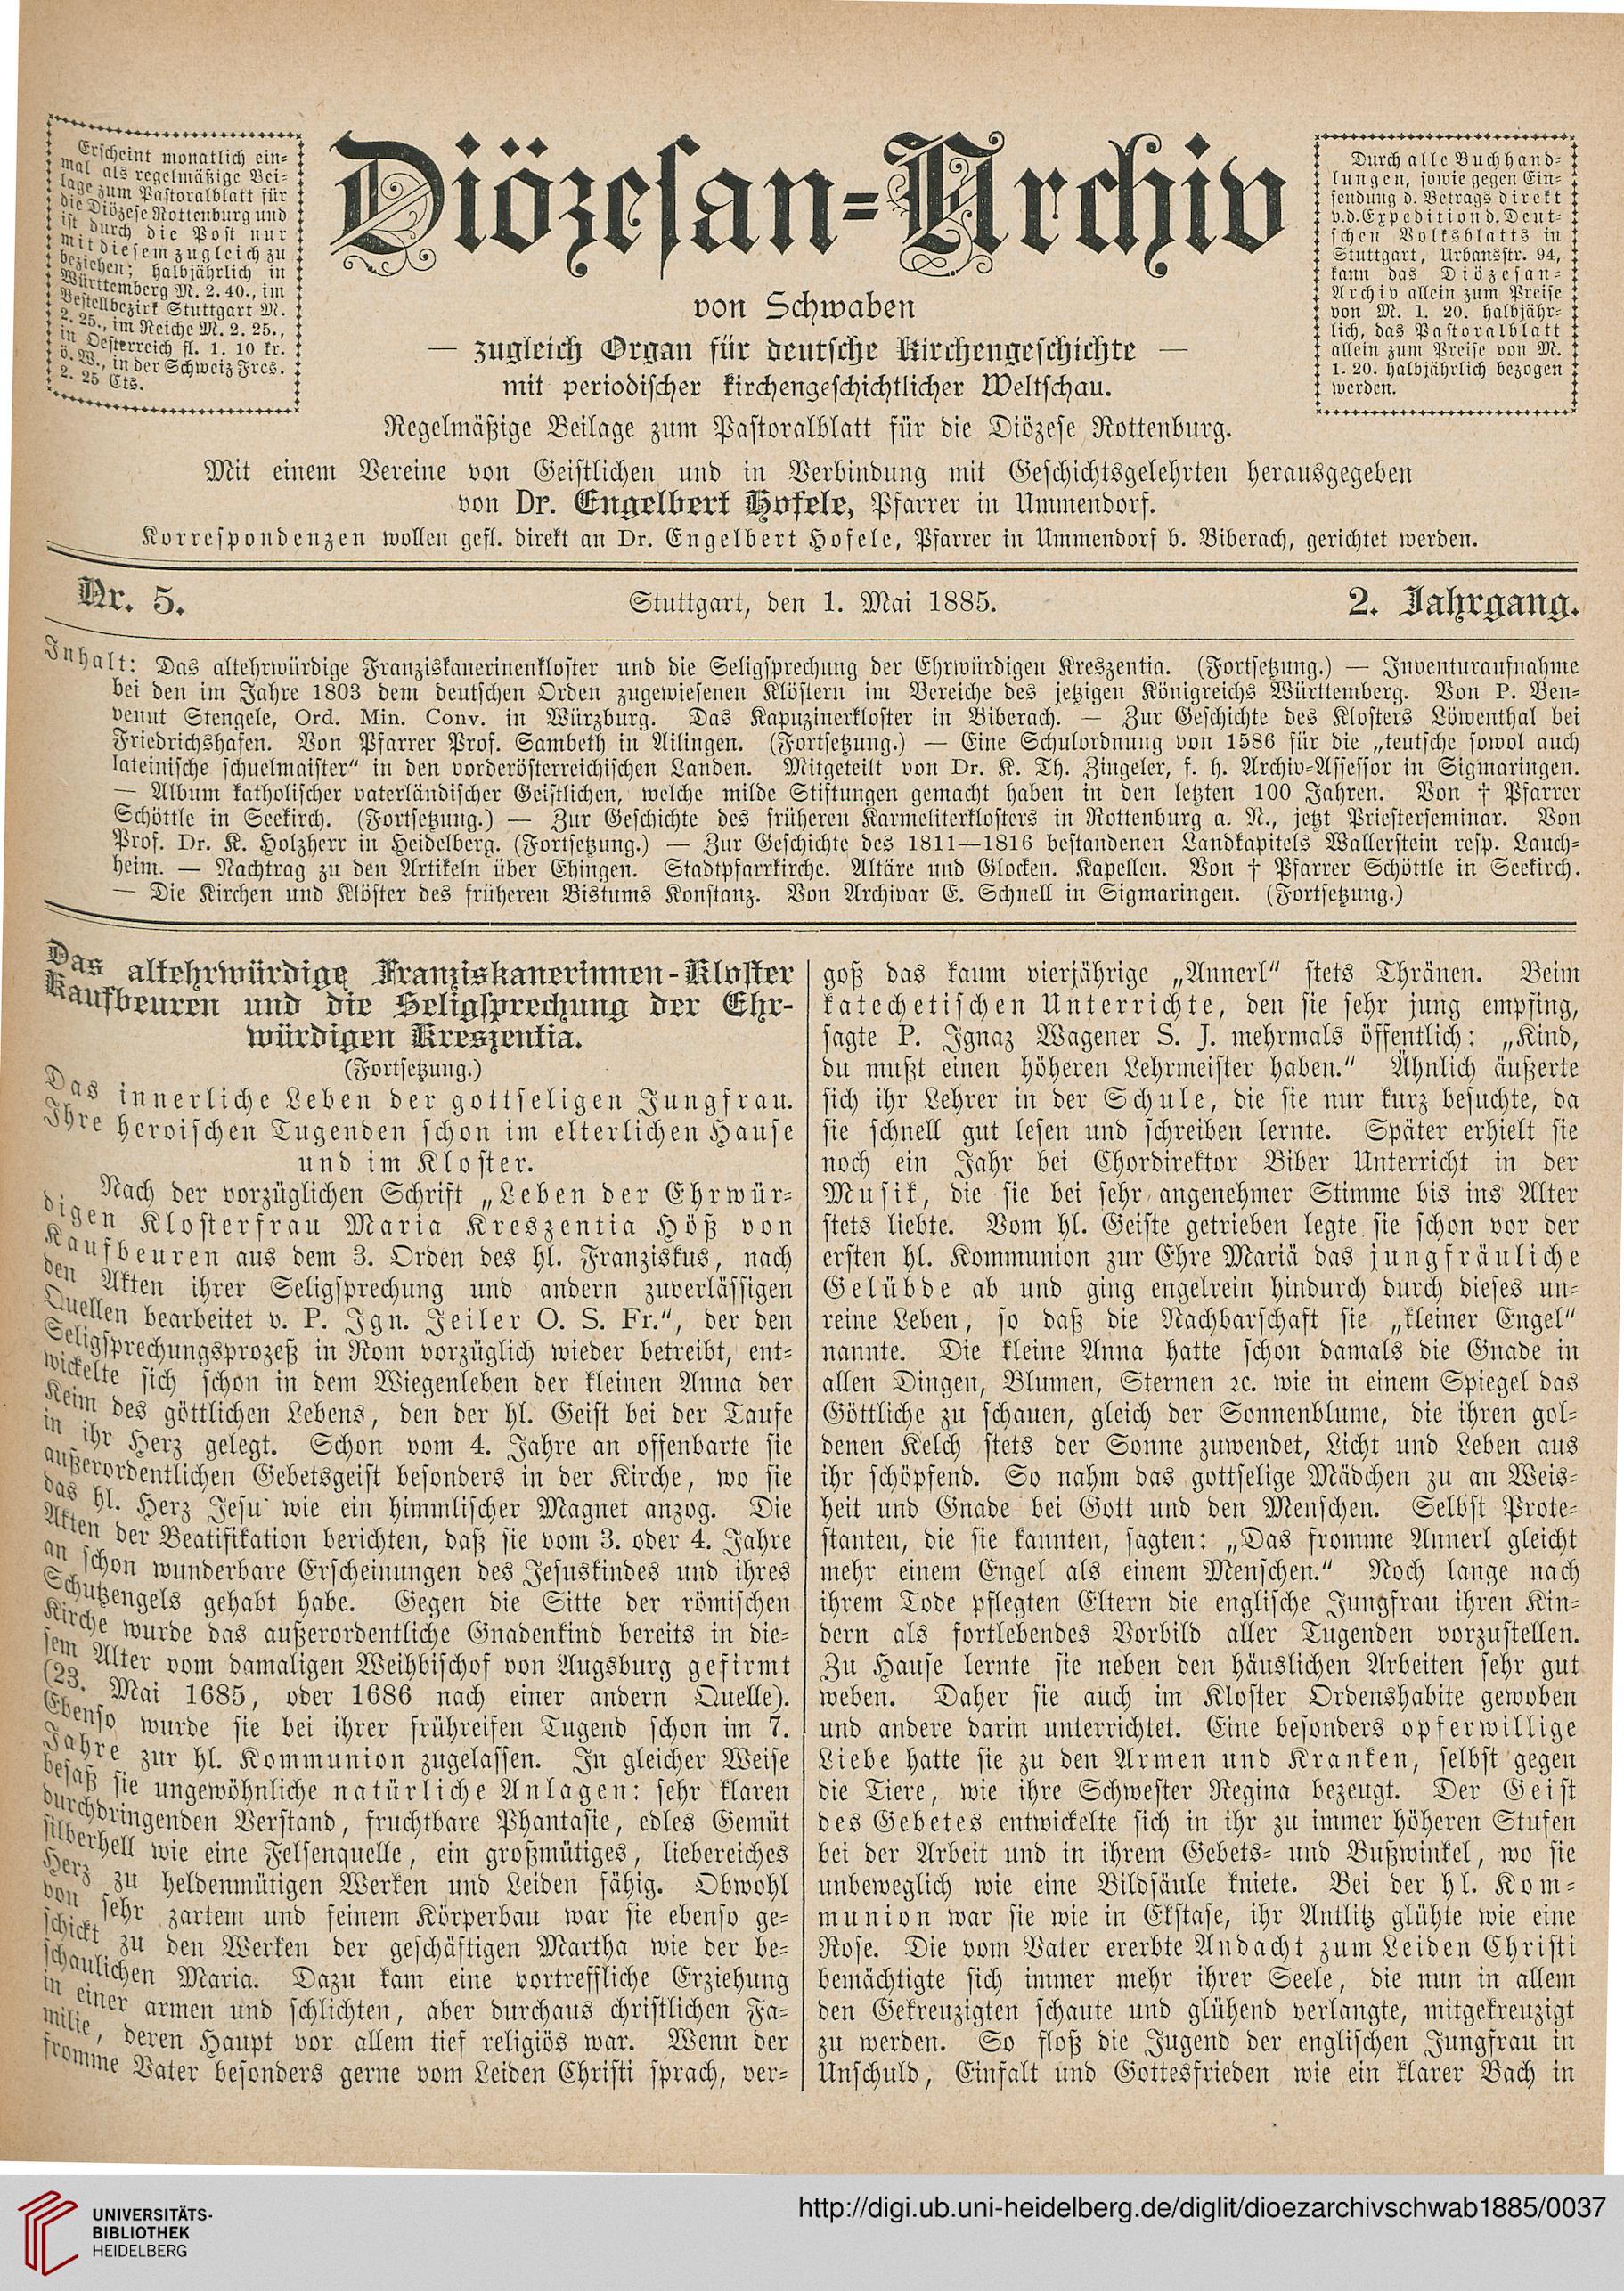 Erscheint monatlich ein-
mal als regelmäßige Bei-
lage zum Pastoralblatt für
die Diözese Rottenburg und
ist durch die Post nur
mit diesem zugleich zu
beziehen; halbjährlich in
Württemberg M. 2. 40., im
Bestellbezirk Stuttgart M.
2. 25., im Reiche M. 2. 25.,
in Oesterreich fl. 1. 10 kr.
ö. W., in der Schweiz Frcs.
2. 25 Cts.
Diözesan-Archiv
von Schwaben
— zugleich Organ für deutsche Kirchengeschichte —
mit periodischer kirchengeschichtlicher Weltschau.
Regelmäßige Beilage zum Pastoralblatt für die Diözese Rottenburg.
Durch alle Buchhand-
lungen, sowie gegen Ein-
sendung d. Betrags direkt
v. d. Expedition d. Deut-
schen Volksblatts in
Stuttgart, Urbansstr. 94,
kann das Diözesan-
Archiv allein zum Preise
von M. 1. 20. halbjähr-
lich, das Pastoralblatt
allein zum Preise von M.
1. 20. halbjährlich bezogen
werden.
Mit einem Vereine von Geistlichen und in Verbindung mit Geschichtsgelehrten herausgegeben
von Dr. Engelbert Hofele, Pfarrer in Ummendorf.
Korrespondenzen wollen gefl. direkt an Dr. Engelbert Hofele, Pfarrer in Ummendorf b. Biberach, gerichtet werden.
Nr. 5. Stuttgart, den 1. Mai 1885. 2. Jahrgang.
Inhalt: Das altehrwürdige Franziskanerinenkloster und die Seligsprechung der Ehrwürdigen Kreszentia. (Fortsetzung.) — Inventuraufnahme
bei den im Jahre 1803 dem deutschen Orden zugewiesenen Klöstern im Bereiche des jetzigen Königreichs Württemberg. Von P. Ben-
venut Stengele, Ord. Min. Conv. in Würzburg. Das Kapuzinerkloster in Biberach. — Zur Geschichte des Klosters Löwenthal bei
Friedrichshafen. Von Pfarrer Prof. Sambeth in Ailingen. (Fortsetzung.) — Eine Schulordnung von 1586 für die „teutsche sowol auch
lateinische schuelmaister“ in den vorderösterreichischen Landen. Mitgeteilt von Dr. K. Th. Zingeler, f. h. Archiv-Assessor in Sigmaringen.
— Album katholischer vaterländischer Geistlichen, welche milde Stiftungen gemacht haben in den letzten 100 Jahren. Von † Pfarrer
Schöttle in Seekirch. (Fortsetzung.) — Zur Geschichte des früheren Karmeliterklosters in Rottenburg a. N., jetzt Priesterseminar. Von
Prof. Dr. K. Holzherr in Heidelberg. (Fortsetzung.) — Zur Geschichte des 1811—1816 bestandenen Landkapitels Wallerstein resp. Lauch-
heim. — Nachtrag zu den Artikeln über Ehingen. Stadtpfarrkirche. Altäre und Glocken. Kapellen. Von † Pfarrer Schöttle in Seekirch.
— Die Kirchen und Klöster des früheren Bistums Konstanz. Von Archivar E. Schnell in Sigmaringen. (Fortsetzung.)
Das altehrwürdige Franziskanerinnen-Kloster
Kaufbeuren und die Seligsprechung der Ehr-
würdigen Kreszentia.
(Fortsetzung.)
Das innerliche Leben der gottseligen Jungfrau.
Ihre heroischen Tugenden schon im elterlichen Hause
und im Kloster.
Nach der vorzüglichen Schrift „Leben der Ehrwür-
digen Klosterfrau Maria Kreszentia Höß von
Kaufbeuren aus dem 3. Orden des hl. Franziskus, nach
den Akten ihrer Seligsprechung und andern zuverlässigen
Quellen bearbeitet v. P. Ign. Jeiler O. S. Fr.“, der den
Seligsprechungsprozeß in Rom vorzüglich wieder betreibt, ent-
wickelte sich schon in dem Wiegenleben der kleinen Anna der
Keim des göttlichen Lebens, den der hl. Geist bei der Taufe
in ihr Herz gelegt. Schon vom 4. Jahre an offenbarte sie
außerordentlichen Gebetsgeist besonders in der Kirche, wo sie
das hl. Herz Jesu wie ein himmlischer Magnet anzog. Die
Akten der Beatifikation berichten, daß sie vom 3. oder 4. Jahre
an schon wunderbare Erscheinungen des Jesuskindes und ihres
Schutzengels gehabt habe. Gegen die Sitte der römischen
Kirche wurde das außerordentliche Gnadenkind bereits in die-
sem Alter vom damaligen Weihbischof von Augsburg gefirmt
(23. Mai 1685, oder 1686 nach einer andern Quelle).
Ebenso wurde sie bei ihrer frühreifen Tugend schon im 7.
Jahre zur hl. Kommunion zugelassen. In gleicher Weise
besaß sie ungewöhnliche natürliche Anlagen: sehr klaren
durchdringenden Verstand, fruchtbare Phantasie, edles Gemüt
silberhell wie eine Felsenquelle, ein großmütiges, liebereiches
Herz zu heldenmütigen Werken und Leiden fähig. Obwohl
von sehr zartem und feinem Körperbau war sie ebenso ge-
schickt zu den Werken der geschäftigen Martha wie der be-
schaulichen Maria. Dazu kam eine vortreffliche Erziehung
in einer armen und schlichten, aber durchaus christlichen Fa-
milie, deren Haupt vor allem tief religiös war. Wenn der
fromme Vater besonders gerne vom Leiden Christi sprach, ver-
goß das kaum vierjährige „Annerl“ stets Thränen. Beim
katechetischen Unterrichte, den sie sehr jung empfing,
sagte P. Ignaz Wagener S. J. mehrmals öffentlich: „Kind,
du mußt einen höheren Lehrmeister haben.“ Ähnlich äußerte
sich ihr Lehrer in der Schule, die sie nur kurz besuchte, da
sie schnell gut lesen und schreiben lernte. Später erhielt sie
noch ein Jahr bei Chordirektor Biber Unterricht in der
Musik, die sie bei sehr angenehmer Stimme bis ins Alter
stets liebte. Vom hl. Geiste getrieben legte sie schon vor der
ersten hl. Kommunion zur Ehre Mariä das jungfräuliche
Gelübde ab und ging engelrein hindurch durch dieses un-
reine Leben, so daß die Nachbarschaft sie „kleiner Engel“
nannte. Die kleine Anna hatte schon damals die Gnade in
allen Dingen, Blumen, Sternen ꝛc. wie in einem Spiegel das
Göttliche zu schauen, gleich der Sonnenblume, die ihren gol-
denen Kelch stets der Sonne zuwendet, Licht und Leben aus
ihr schöpfend. So nahm das gottselige Mädchen zu an Weis-
heit und Gnade bei Gott und den Menschen. Selbst Prote-
stanten, die sie kannten, sagten: „Das fromme Annerl gleicht
mehr einem Engel als einem Menschen.“ Noch lange nach
ihrem Tode pflegten Eltern die englische Jungfrau ihren Kin-
dern als fortlebendes Vorbild aller Tugenden vorzustellen.
Zu Hause lernte sie neben den häuslichen Arbeiten sehr gut
weben. Daher sie auch im Kloster Ordenshabite gewoben
und andere darin unterrichtet. Eine besonders opferwillige
Liebe hatte sie zu den Armen und Kranken, selbst gegen
die Tiere, wie ihre Schwester Regina bezeugt. Der Geist
des Gebetes entwickelte sich in ihr zu immer höheren Stufen
bei der Arbeit und in ihrem Gebets- und Bußwinkel, wo sie
unbeweglich wie eine Bildsäule kniete. Bei der hl. Kom-
munion war sie wie in Ekstase, ihr Antlitz glühte wie eine
Rose. Die vom Vater ererbte Andacht zum Leiden Christi
bemächtigte sich immer mehr ihrer Seele, die nun in allem
den Gekreuzigten schaute und glühend verlangte, mitgekreuzigt
zu werden. So floß die Jugend der englischen Jungfrau in
Unschuld, Einfalt und Gottesfrieden wie ein klarer Bach in
UNIVERSITÄTS-
BIBLIOTHEK
HEIDELBERG
http://digi.ub.uni-heidelberg.de/diglit/dioezarchivschwab1885/0037